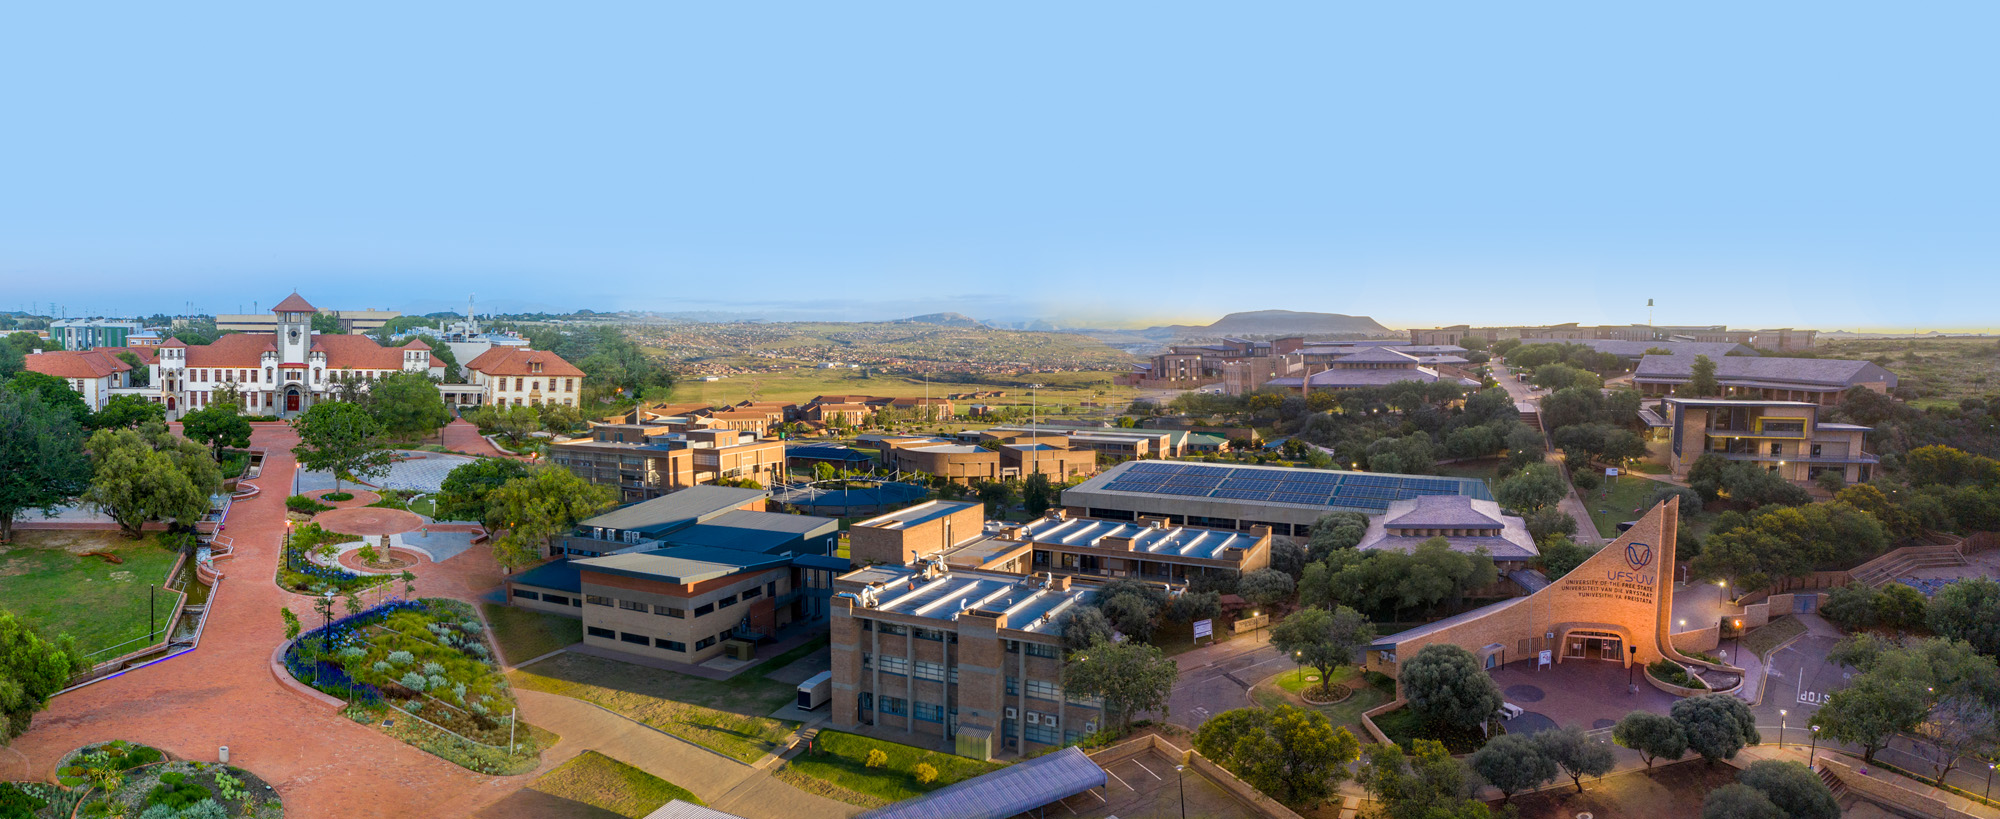 UFS·UV
UNIVERSITY OF THE FREE STATE
UNIVERSITEIT VAN DIE VRYSTAAT
YUNIVESITHI YA FREISTATA
STOP